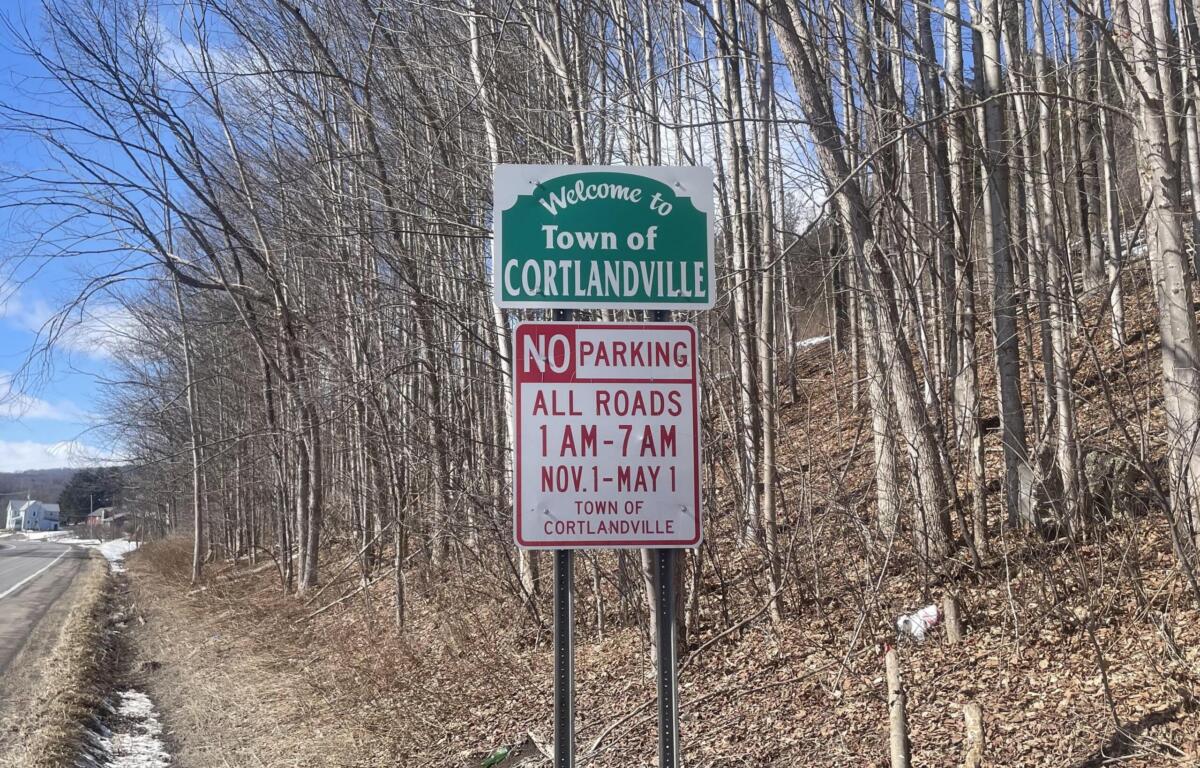 Welcome to
Town of
CORTLANDVILLE
NO PARKING
ALL ROADS
1 AM-7 AM
NOV. 1-MAY 1
TOWN OF
CORTLANDVILLE